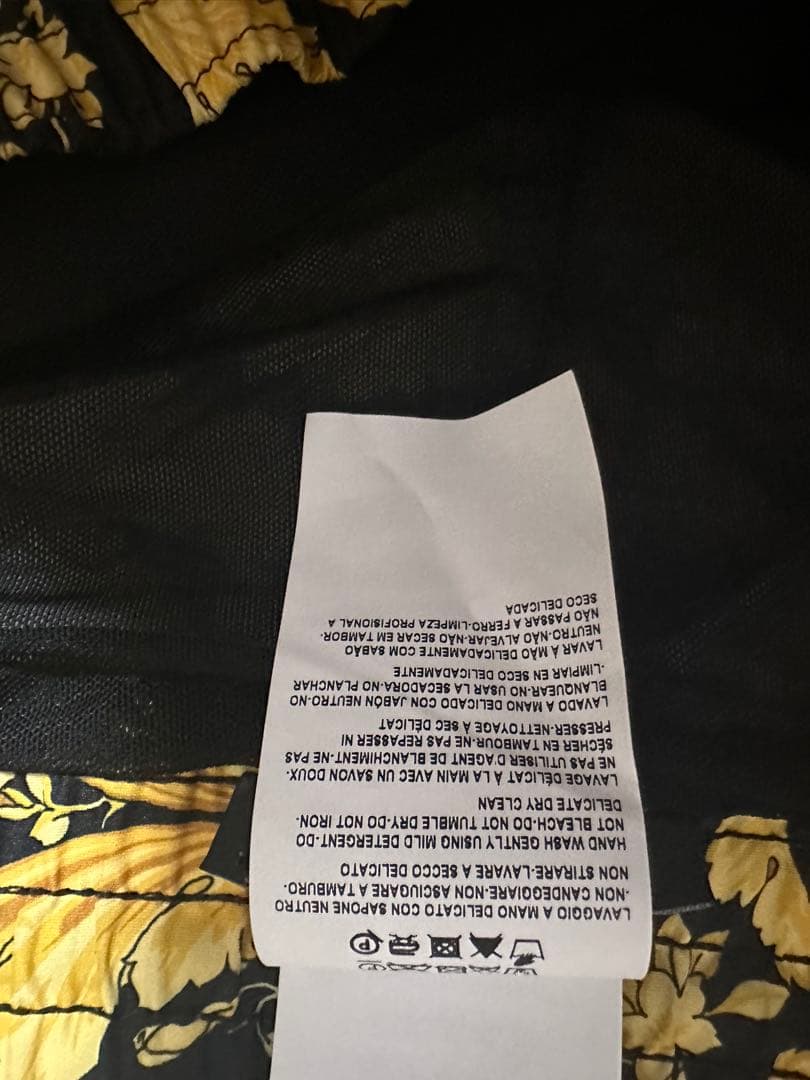 LAVAGGIO A MANO DELICATO CON SAPONE NEUTRO
-NON CANDEGGIARE-NON ASCIUGARE A TAMBURO-
NON STIRARE-LAVARE A SECCO DELICATO
HAND WASH GENTLY USING MILD DETERGENT-DO
NOT BLEACH-DO NOT TUMBLE DRY-DO NOT IRON-
DELICATE DRY CLEAN
LAVAGE DÉLICAT À LA MAIN AVEC UN SAVON DOUX-
NE PAS UTILISER D'AGENT DE BLANCHIMENT-NE PAS
SÉCHER EN TAMBOUR-NE PAS REPASSER NI
PRESSER-NETTOYAGE À SEC DÉLICAT
LAVADO A MANO DELICADO CON JABÓN NEUTRO-NO
BLANQUEAR-NO USAR LA SECADORA-NO PLANCHAR
-LIMPIAR EN SECO DELICADAMENTE
LAVAR À MÃO DELICADAMENTE COM SABÃO
NEUTRO-NÃO ALVEJAR-NÃO SECAR EM TAMBOR-
NÃO PASSAR A FERRO-LIMPEZA PROFISIONAL A
SECO DELICADA